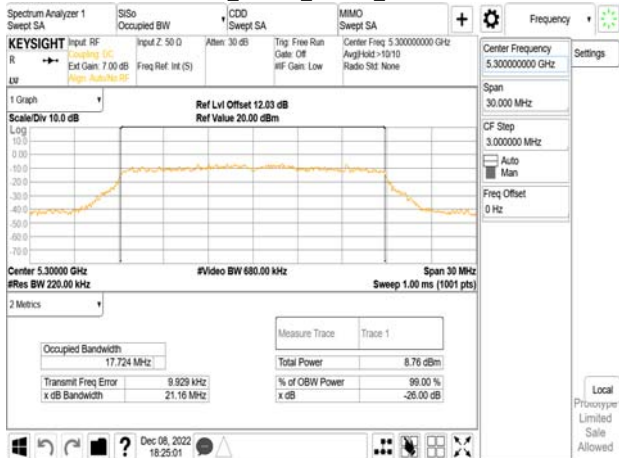 Spectrum Analyzer 1
Swept SA
SiSo
Occupied BW
CDD
Swept SA
MIMO
Swept SA
+
Frequency
KEYSIGHT
R
Input: RF
Coupling: DC
Ext Gain: 7.00 dB
Align: Auto/No RF
Input Z: 50 Ω
Freq Ref: Int (S)
Atten: 30 dB
Trig: Free Run
Gate: Off
#IF Gain: Low
Center Freq: 5.300000000 GHz
Avg|Hold:>10/10
Radio Std: None
Center Frequency
5.300000000 GHz
Settings
Span
30.000 MHz
CF Step
3.000000 MHz
Auto
Man
Freq Offset
0 Hz
1 Graph
Scale/Div 10.0 dB
Ref Lvl Offset 12.03 dB
Ref Value 20.00 dBm
Log
10.0
0.00
-10.0
-20.0
-30.0
-40.0
-50.0
-60.0
-70.0
Center 5.30000 GHz
#Res BW 220.00 kHz
#Video BW 680.00 kHz
Span 30 MHz
Sweep 1.00 ms (1001 pts)
2 Metrics
Measure Trace Trace 1
Occupied Bandwidth
17.724 MHz
Total Power 8.76 dBm
Transmit Freq Error 9.929 kHz
% of OBW Power 99.00 %
x dB Bandwidth 21.16 MHz
x dB -26.00 dB
Local
Prototype
Limited
Sale
Allowed
?
Dec 08, 2022
18:25:01